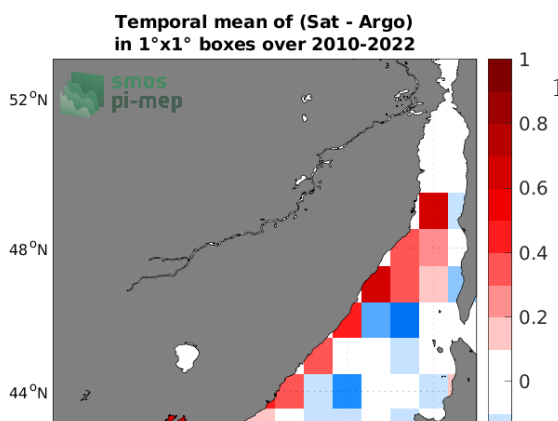 Temporal mean of (Sat - Argo)
in 1°x1° boxes over 2010-2022
smos
pi-mep
52°N
48°N
44°N
1
0.8
0.6
0.4
0.2
0
1